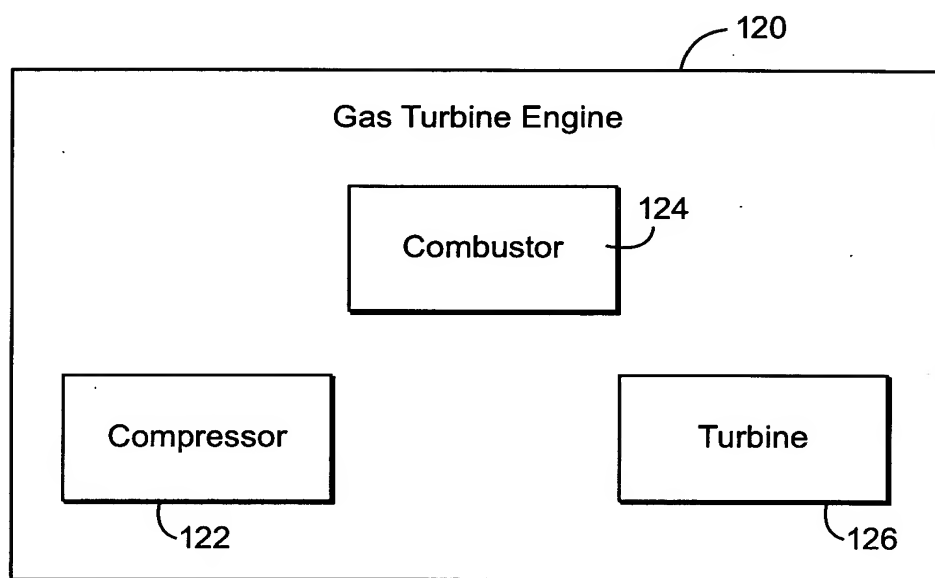 120
Gas Turbine Engine
124
Combustor
Compressor
Turbine
122
126